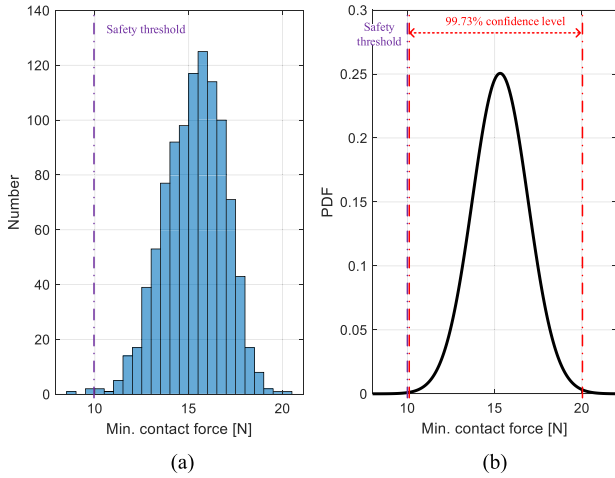 140
120
100
80
60
40
20
0
Number
Safety threshold
10
15
20
Min. contact force [N]
(a)
0.3
0.25
0.2
0.15
0.1
0.05
0
PDF
Safety
threshold
99.73% confidence level
10
15
20
Min. contact force [N]
(b)